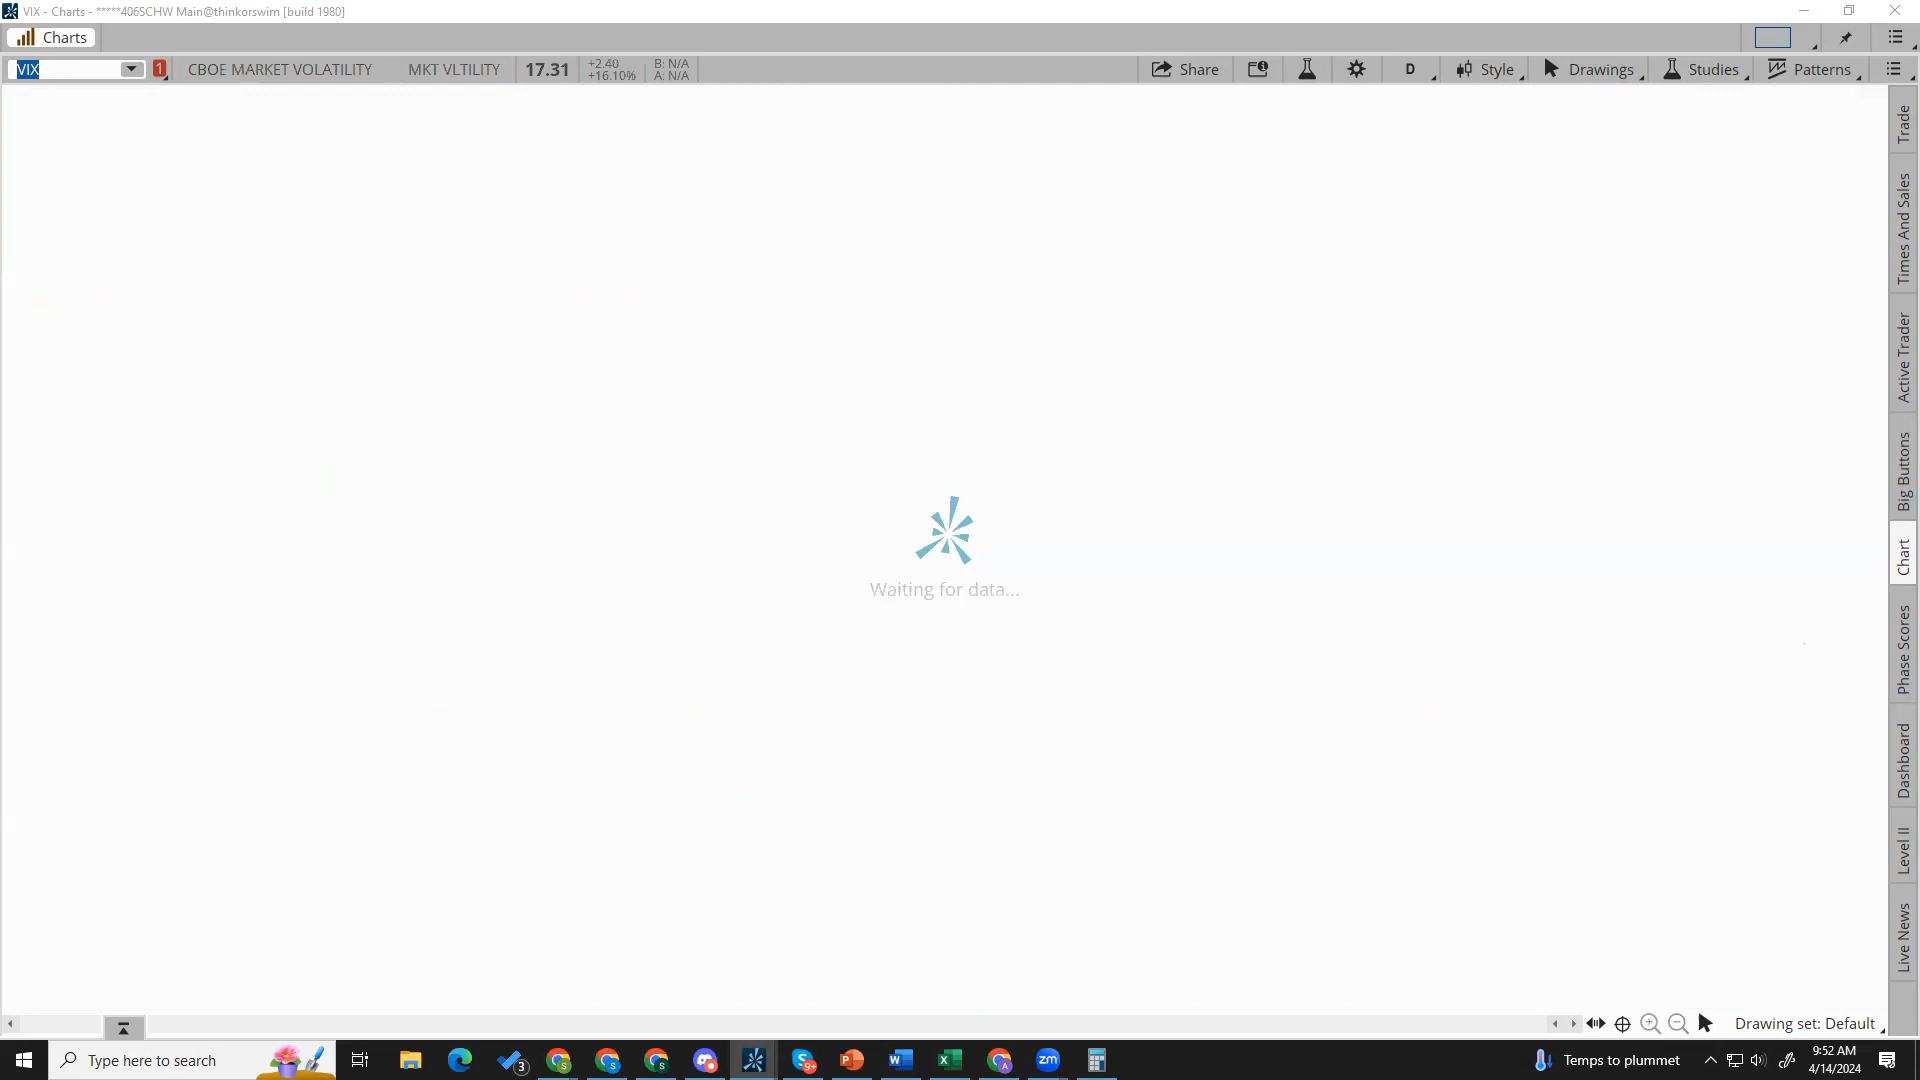 VIX - Charts - *****406SCHW Main@thinkorswim [build 1980]
Charts
VIX
1
CBOE MARKET VOLATILITY
MKT VLTILITY
17.31
+2.40
+16.10%
B: N/A
A: N/A
Share
D
Style
Drawings
Studies
Patterns
Trade
Times And Sales
Active Trader
Big Buttons
Chart
Phase Scores
Dashboard
Level II
Live News
Waiting for data...
Drawing set: Default
Type here to search
3
S
S
S
S
9+
P
W
X
A
zm
Temps to plummet
9:52 AM
4/14/2024